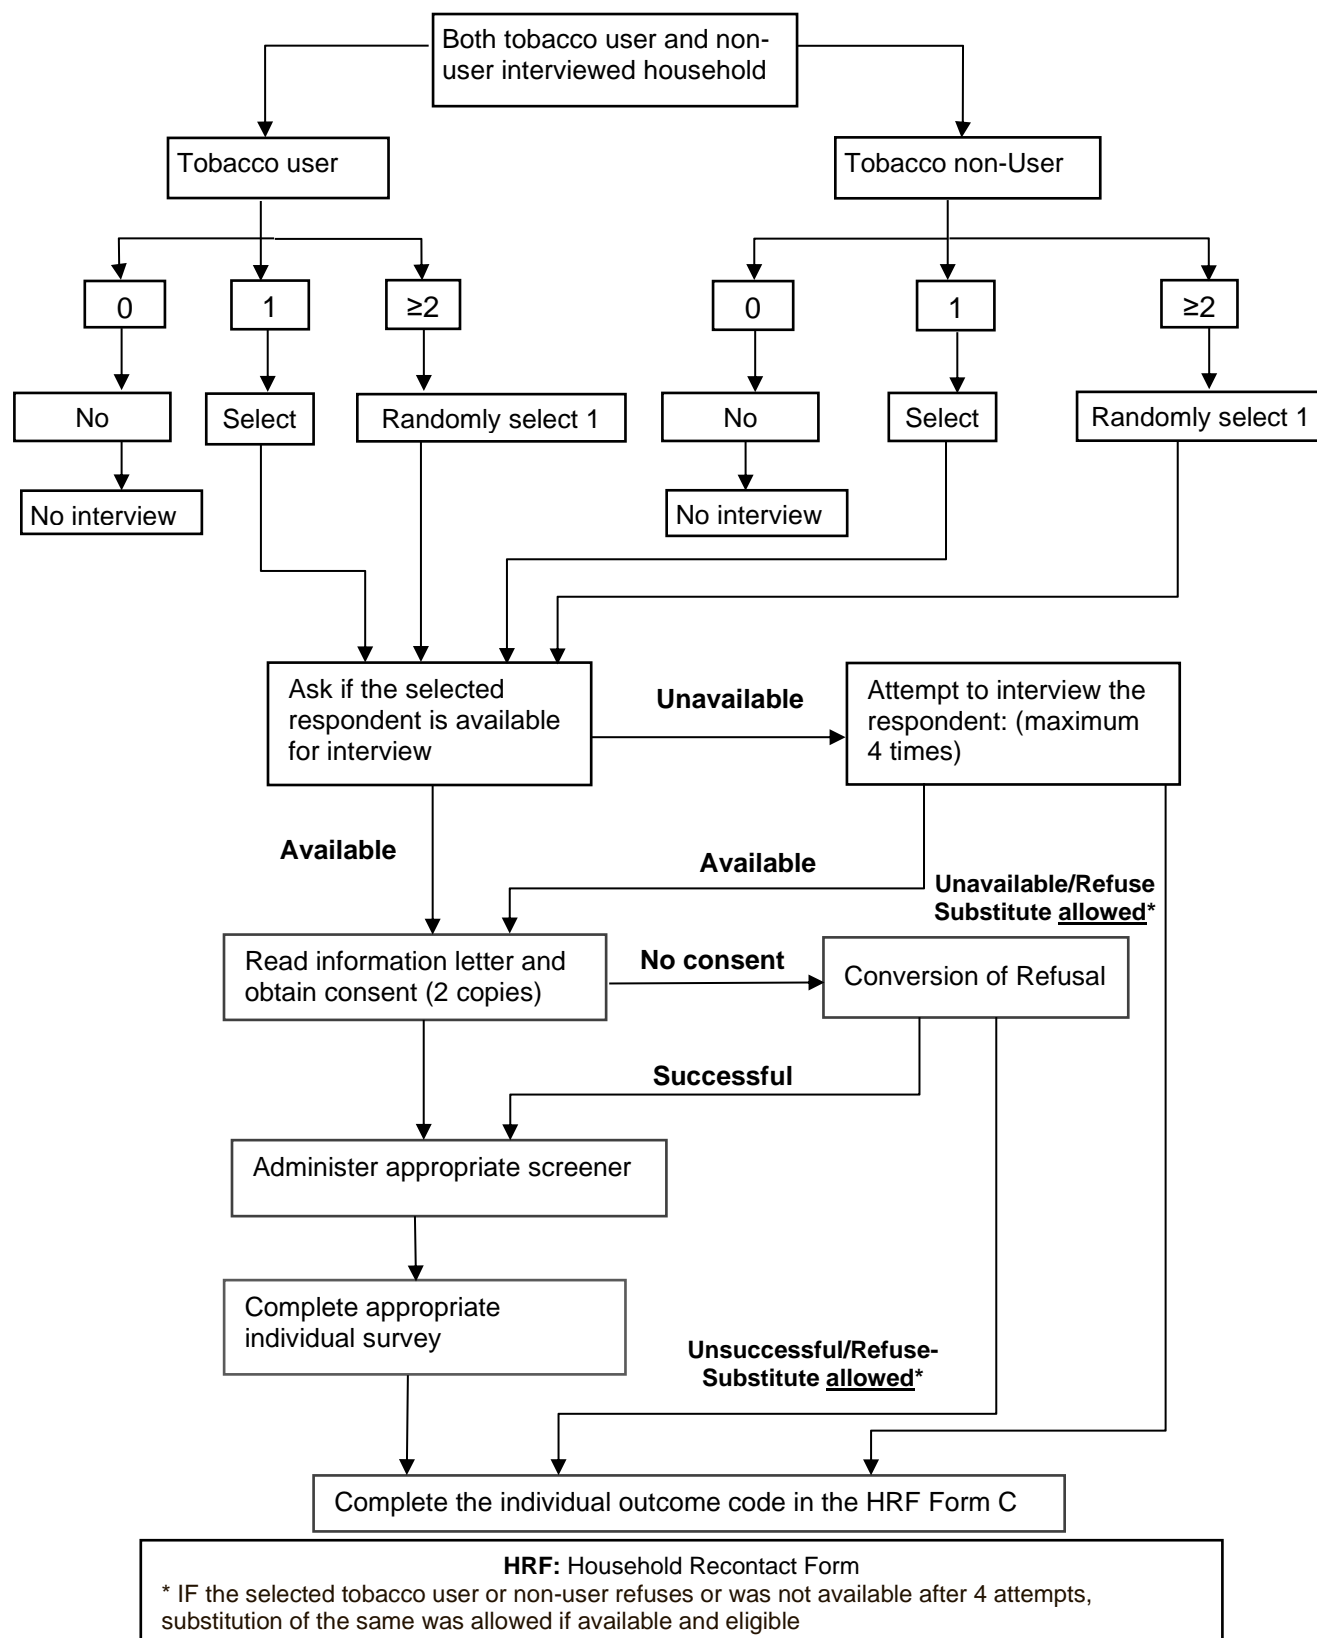 Both tobacco user and non-
user interviewed household
Tobacco user
Tobacco non-User
0
1
≥2
0
1
≥2
No
Select
Randomly select 1
No
Select
Randomly select 1
No interview
No interview
Ask if the selected
respondent is available
for interview
Unavailable
Attempt to interview the
respondent: (maximum
4 times)
Available
Available
Unavailable/Refuse
Substitute allowed*
Read information letter and
obtain consent (2 copies)
No consent
Conversion of Refusal
Successful
Administer appropriate screener
Complete appropriate
individual survey
Unsuccessful/Refuse-
Substitute allowed*
Complete the individual outcome code in the HRF Form C
HRF: Household Recontact Form
* IF the selected tobacco user or non-user refuses or was not available after 4 attempts,
substitution of the same was allowed if available and eligible